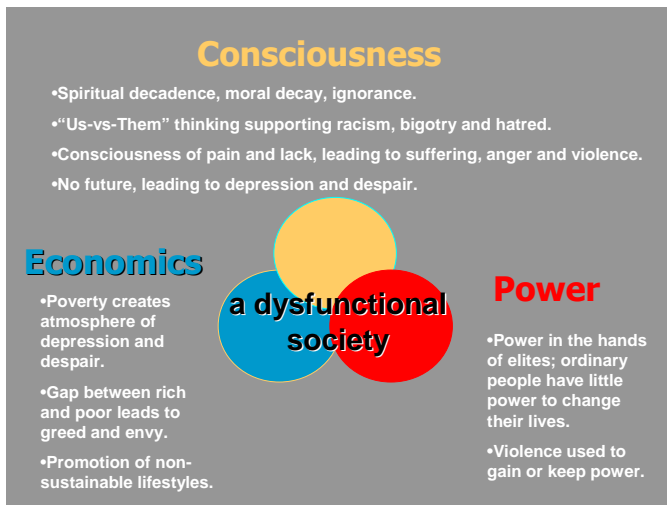 Consciousness
•Spiritual decadence, moral decay, ignorance.
•“Us-vs-Them” thinking supporting racism, bigotry and hatred.
•Consciousness of pain and lack, leading to suffering, anger and violence.
•No future, leading to depression and despair.
Economics
•Poverty creates
atmosphere of
depression and
despair.
•Gap between rich
and poor leads to
greed and envy.
•Promotion of non-
sustainable lifestyles.
a dysfunctional
society
Power
•Power in the hands
of elites; ordinary
people have little
power to change
their lives.
•Violence used to
gain or keep power.